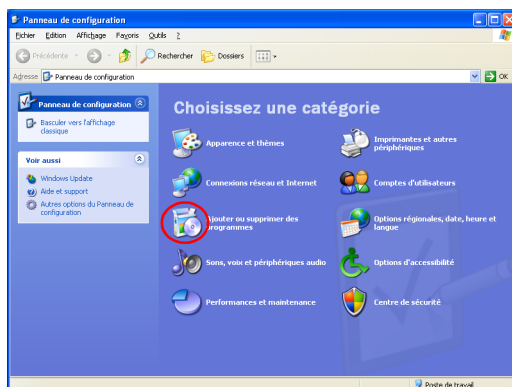 Panneau de configuration
Fichier Edition Affichage Favoris Outils ?
Précédente Rechercher Dossiers
Adresse Panneau de configuration OK
Panneau de configuration
Basculer vers l'affichage
classique
Voir aussi
Windows Update
Aide et support
Autres options du Panneau de
configuration
Choisissez une catégorie
Apparence et thèmes
Imprimantes et autres
périphériques
Connexions réseau et Internet
Comptes d'utilisateurs
Ajouter ou supprimer des
programmes
Options régionales, date, heure et
langue
Sons, voix et périphériques audio
Options d'accessibilité
Performances et maintenance
Centre de sécurité
Poste de travail